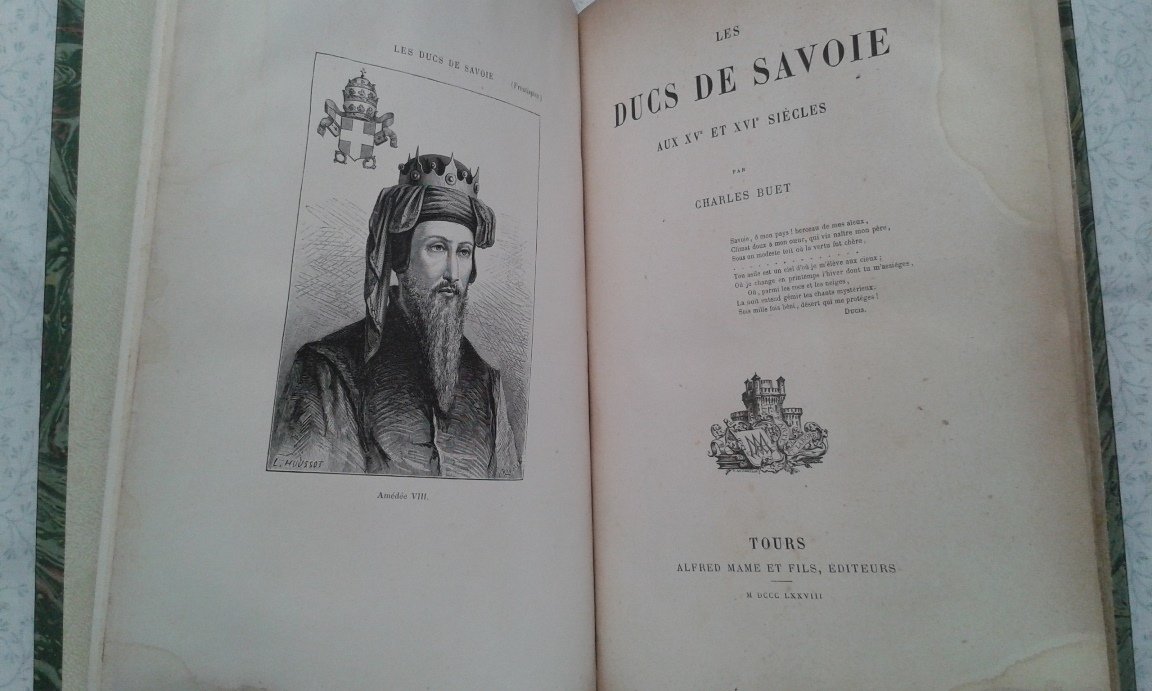 LES DUCS DE SAVOIE
(Frontispice)
L. MOUSSOT
Amédée VIII.
LES
DUCS DE SAVOIE
AUX XVe ET XVIe SIÈCLES
PAR
CHARLES BUET
Savoie, ô mon pays! berceau de mes aïeux,
Climat doux à mon cœur, qui vis naître mon père,
Sous un modeste toit où la vertu fut chère,
. . . . . . . . . . . . . .
Ton asile est un ciel d'où je m'élève aux cieux;
Où je change en printemps l'hiver dont tu m'assièges,
Où, parmi les rocs et les neiges,
La nuit entend gémir tes chants mystérieux.
Sois mille fois béni, désert qui me protèges!
Ducis.
TOURS
ALFRED MAME ET FILS, EDITEURS
M DCCC LXXVIII